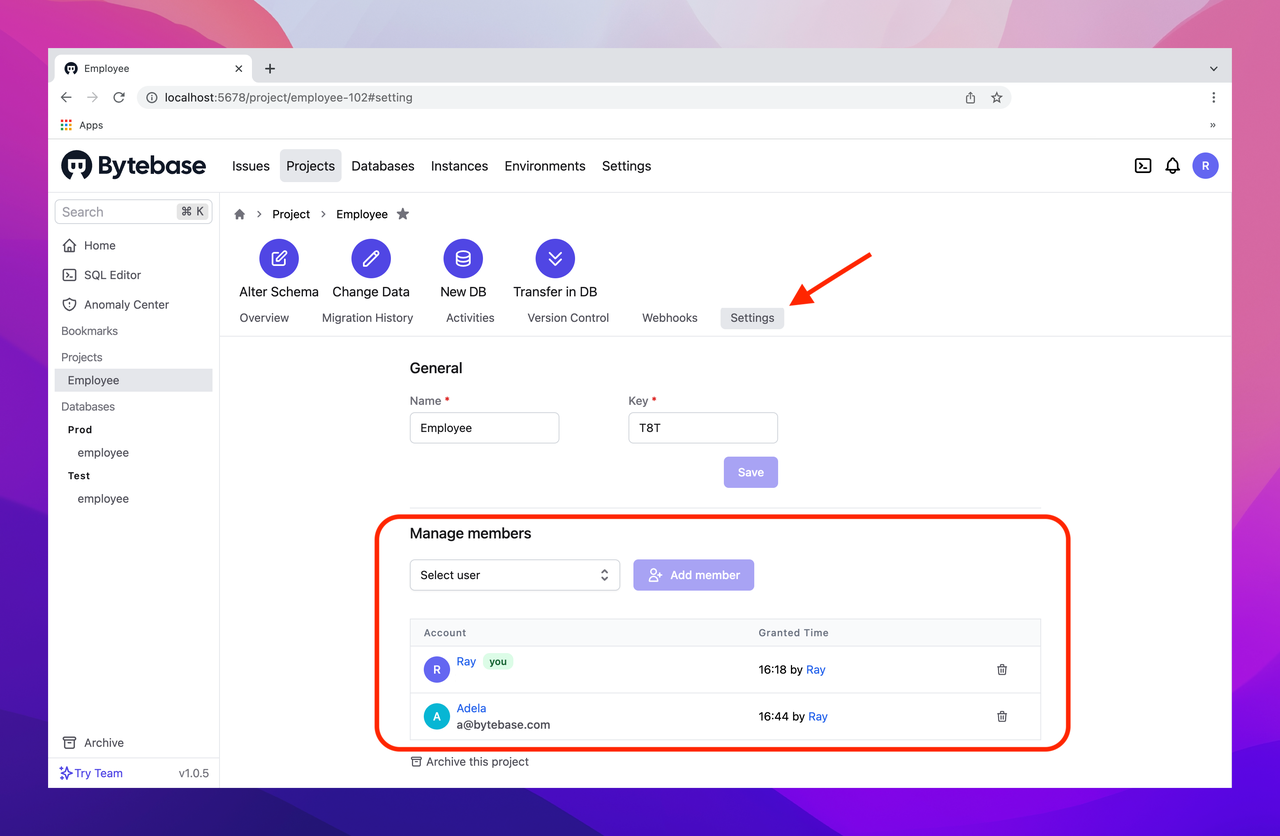 Employee
localhost:5678/project/employee-102#setting
Apps
»
Bytebase Issues Projects Databases Instances Environments Settings R
Search ⌘ K
Home
SQL Editor
Anomaly Center
Bookmarks
Projects
Employee
Databases
Prod
employee
Test
employee
Archive
Try Team v1.0.5
Project > Employee
Alter Schema Change Data New DB Transfer in DB
Overview Migration History Activities Version Control Webhooks Settings
General
Name * Key *
Employee T8T
Save
Manage members
Select user Add member
Account Granted Time
R Ray you 16:18 by Ray
A Adela 16:44 by Ray
a@bytebase.com
Archive this project